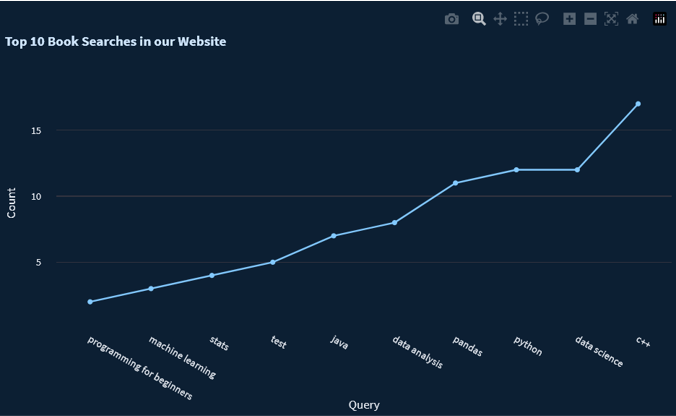 Top 10 Book Searches in our Website
15
10
5
Count
programming for beginners
machine learning
stats
test
java
data analysis
pandas
python
data science
c++
Query